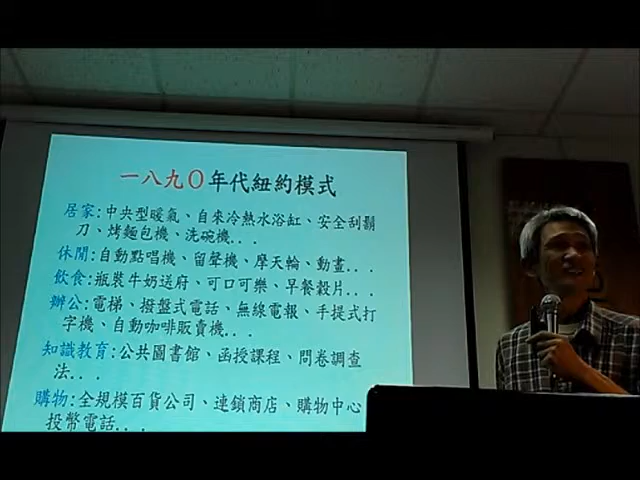 一八九〇年代紐約模式
居家:中央型暖氣、自來冷熱水浴缸、安全刮鬍
刀、烤麵包機、洗碗機...
休閒:自動點唱機、留聲機、摩天輪、動畫...
飲食:瓶裝牛奶送府、可口可樂、早餐穀片...
辦公:電梯、撥盤式電話、無線電報、手提式打
字機、自動咖啡販賣機...
知識教育:公共圖書館、函授課程、問卷調查
法...
購物:全規模百貨公司、連鎖商店、購物中心
投幣電話...